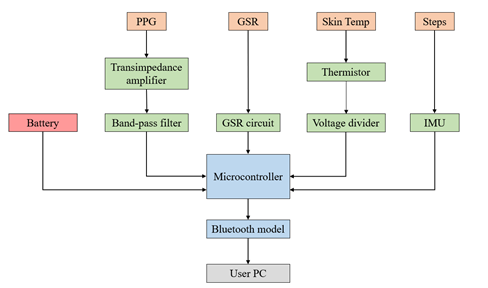 PPG
GSR
Skin Temp
Steps
Transimpedance
amplifier
Thermistor
Battery
Band-pass filter
GSR circuit
Voltage divider
IMU
Microcontroller
Bluetooth model
User PC